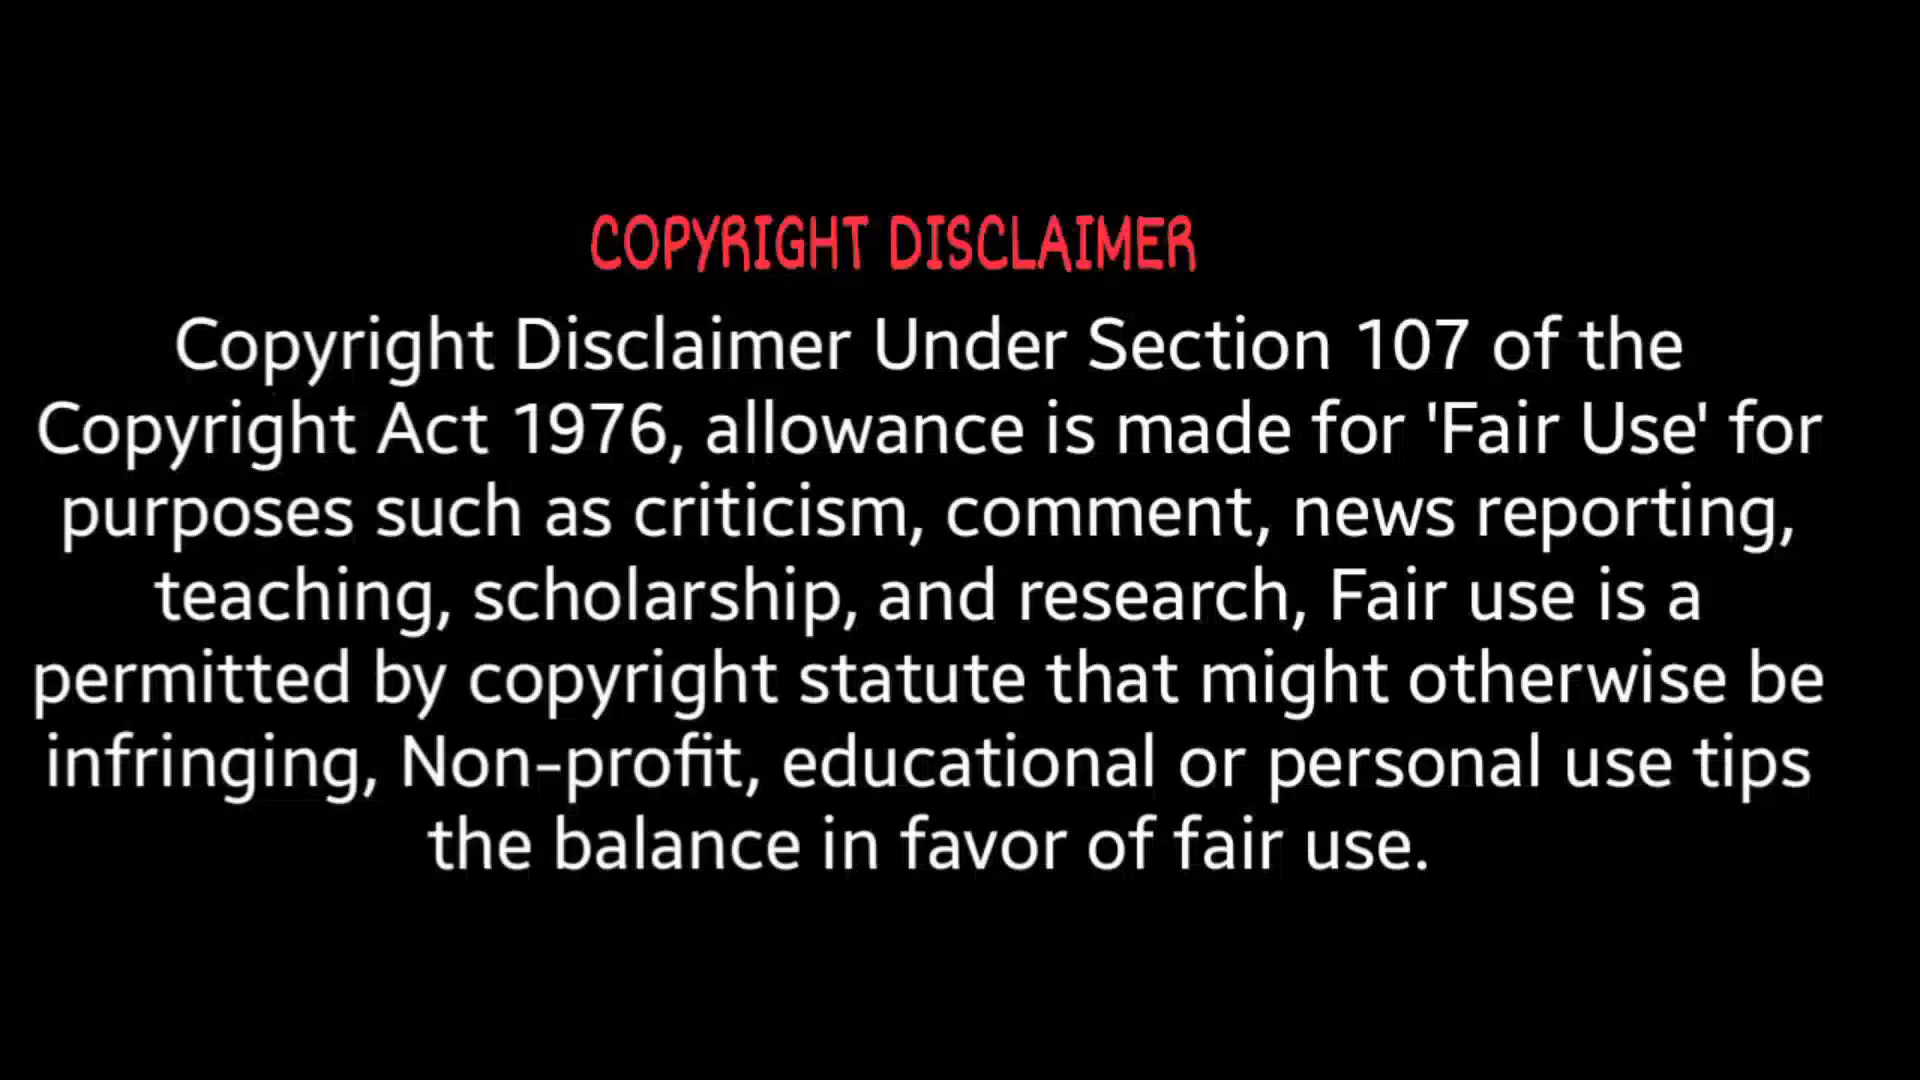 COPYRIGHT DISCLAIMER
Copyright Disclaimer Under Section 107 of the
Copyright Act 1976, allowance is made for 'Fair Use' for
purposes such as criticism, comment, news reporting,
teaching, scholarship, and research, Fair use is a
permitted by copyright statute that might otherwise be
infringing, Non-profit, educational or personal use tips
the balance in favor of fair use.